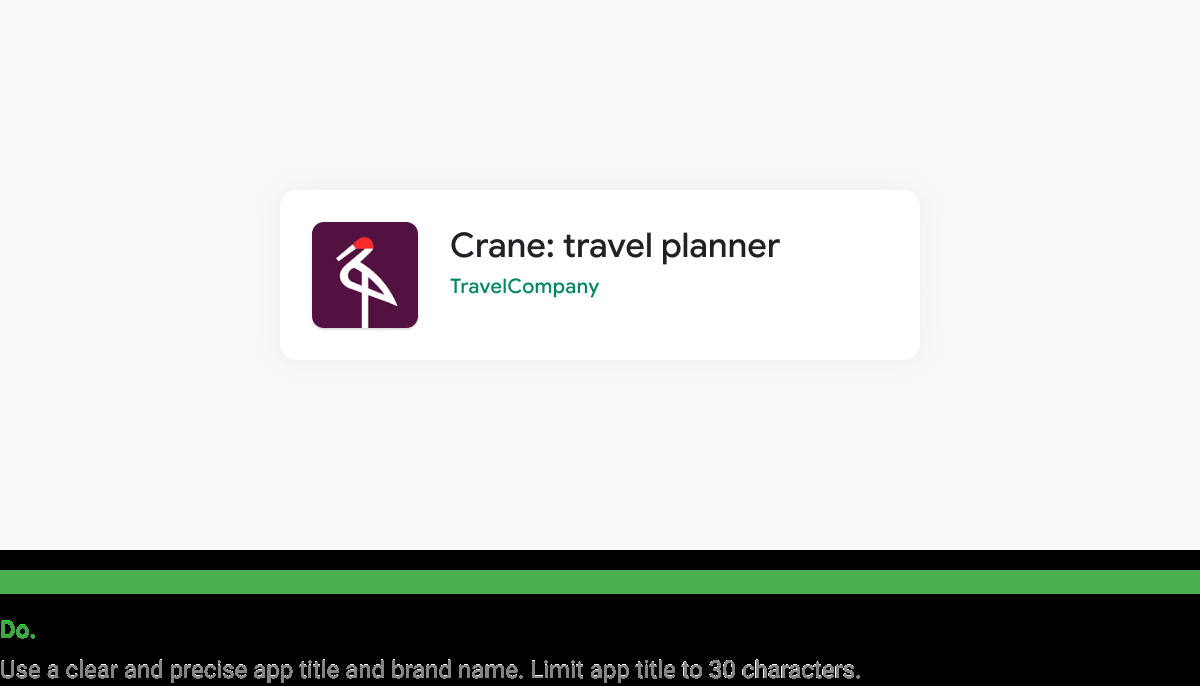 Crane: travel planner
TravelCompany
Do.
Use a clear and precise app title and brand name. Limit app title to 30 characters.